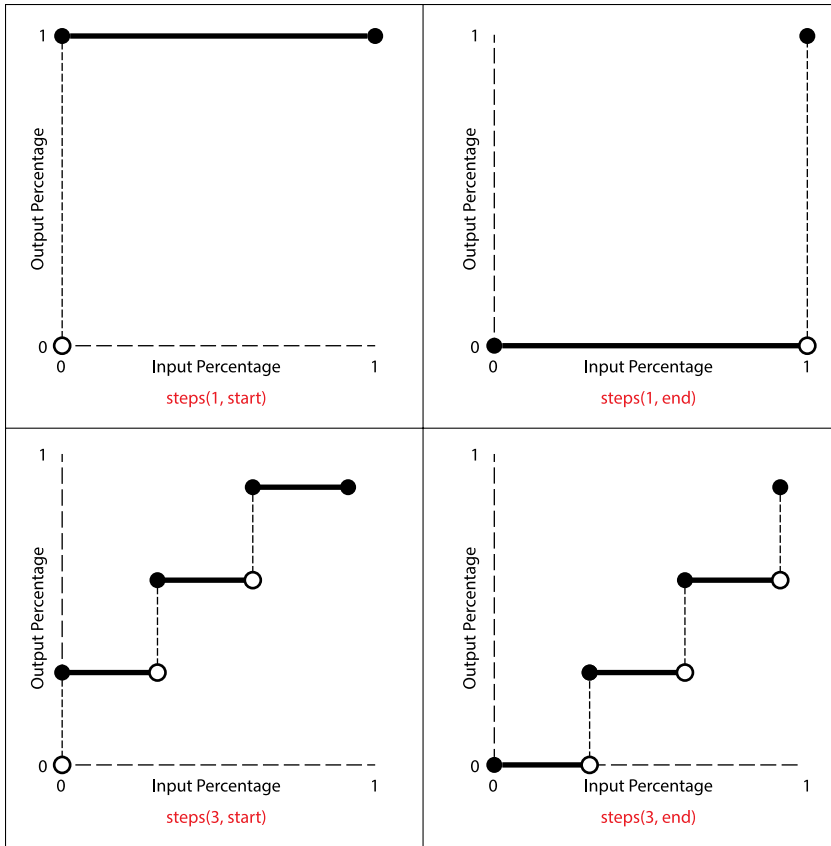 1
Output Percentage
0
0
Input Percentage
1
steps(1, start)
1
Output Percentage
0
0
Input Percentage
1
steps(1, end)
1
Output Percentage
0
0
Input Percentage
1
steps(3, start)
1
Output Percentage
0
0
Input Percentage
1
steps(3, end)